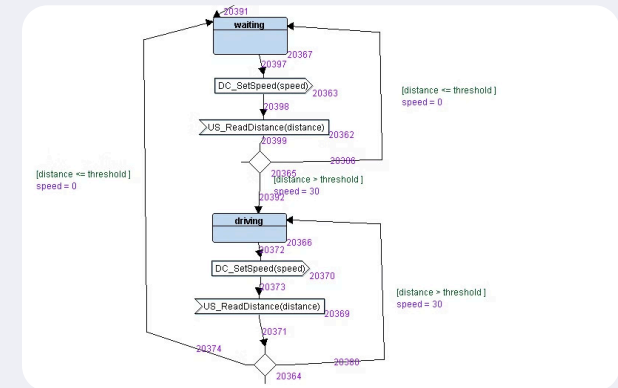 20391
waiting
20367
20397
DC_SetSpeed(speed)
20363
20398
US_ReadDistance(distance)
20362
20399
[distance <= threshold ]
speed = 0
20306
20365
[distance <= threshold ]
speed = 0
[distance > threshold ]
speed = 30
20392
driving
20366
20372
DC_SetSpeed(speed)
20370
20373
US_ReadDistance(distance)
20369
[distance > threshold ]
speed = 30
20371
20374
20380
20364